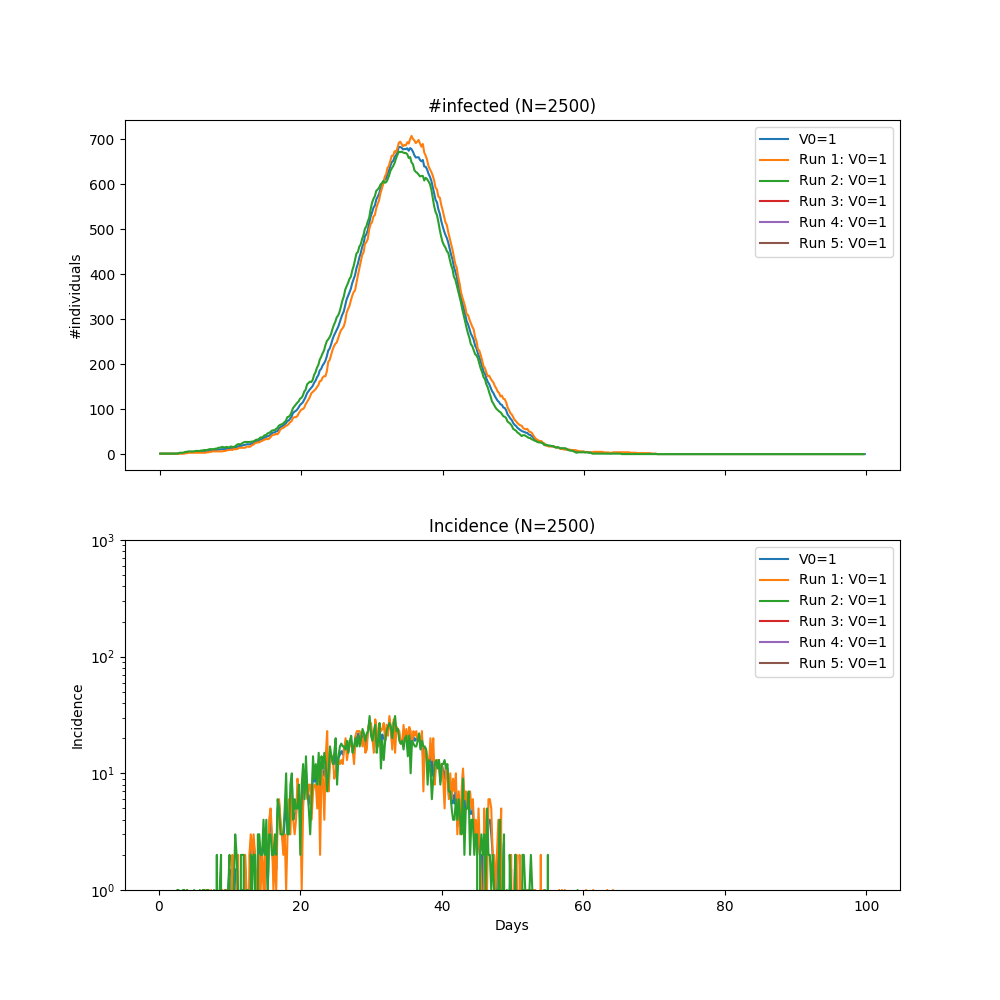 #infected (N=2500)
700
600
500
400
300
200
100
0
#individuals
V0=1
Run 1: V0=1
Run 2: V0=1
Run 3: V0=1
Run 4: V0=1
Run 5: V0=1
Incidence (N=2500)
10³
10²
10¹
10⁰
Incidence
V0=1
Run 1: V0=1
Run 2: V0=1
Run 3: V0=1
Run 4: V0=1
Run 5: V0=1
0 20 40 60 80 100
Days